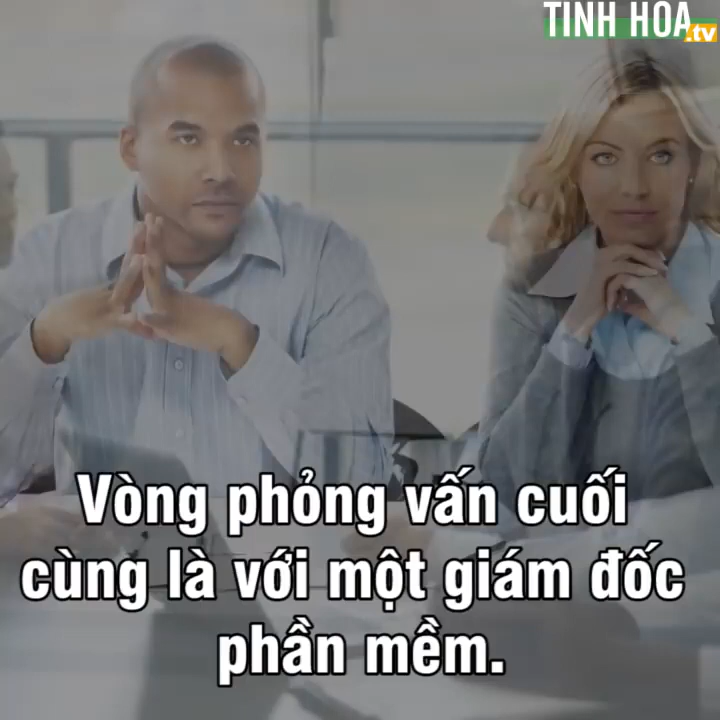 TINH HOA
.tv
Vòng phỏng vấn cuối
cùng là với một giám đốc
phần mềm.